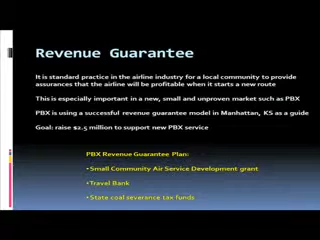 Revenue Guarantee
It is standard practice in the airline industry for a local community to provide
assurances that the airline will be profitable when it starts a new route
This is especially important in a new, small and unproven market such as PBX
PBX is using a successful revenue guarantee model in Manhattan, KS as a guide
Goal: raise $2.5 million to support new PBX service
PBX Revenue Guarantee Plan:
•Small Community Air Service Development grant
•Travel Bank
•State coal severance tax funds